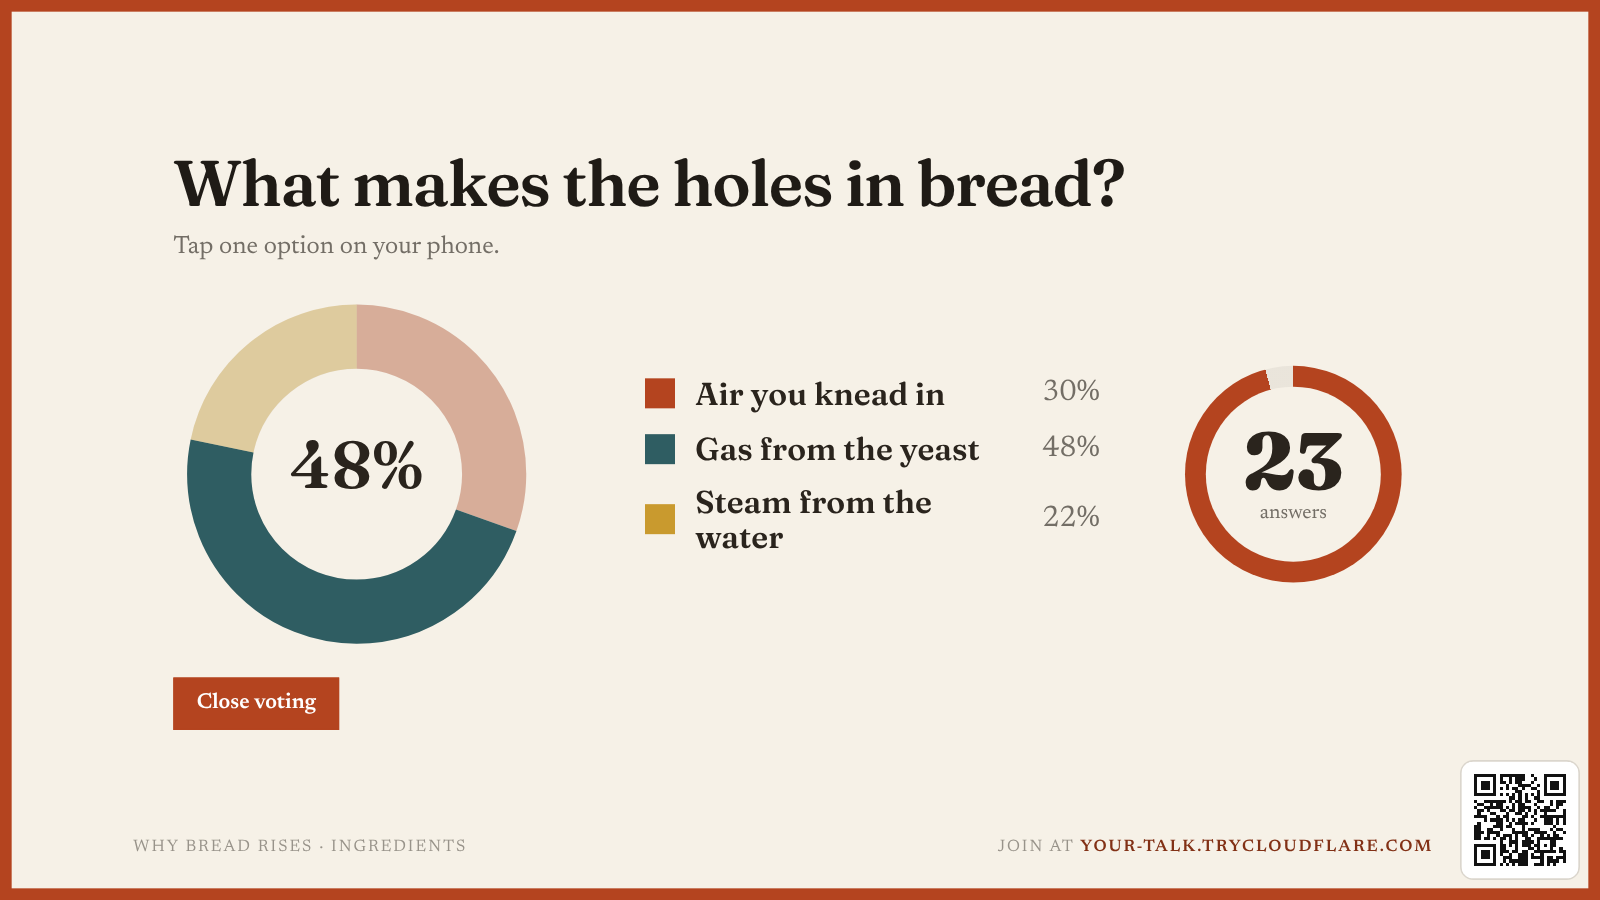 What makes the holes in bread?
Tap one option on your phone.
48%
Air you knead in 30%
Gas from the yeast 48%
Steam from the
water
22%
23
answers
Close voting
WHY BREAD RISES · INGREDIENTS
JOIN AT YOUR-TALK.TRYCLOUDFLARE.COM